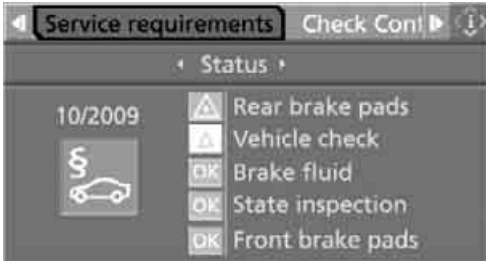 Service requirements Check Cont
Status
10/2009
§
Rear brake pads
Vehicle check
OK Brake fluid
OK State inspection
OK Front brake pads